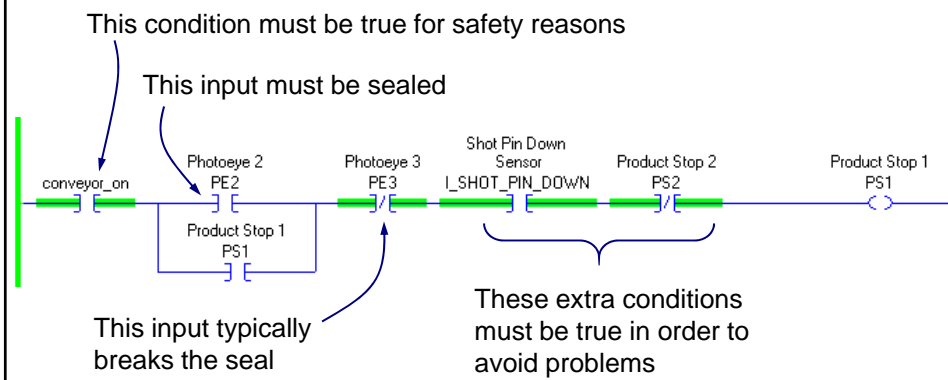 This condition must be true for safety reasons
This input must be sealed
Shot Pin Down
Photoeye 2
Photoeye 3
Sensor
Product Stop 2
Product Stop 1
conveyor_on
PE2
PE3
I_SHOT_PIN_DOWN
PS2
PS1
Product Stop 1
PS1
This input typically
breaks the seal
These extra conditions
must be true in order to
avoid problems